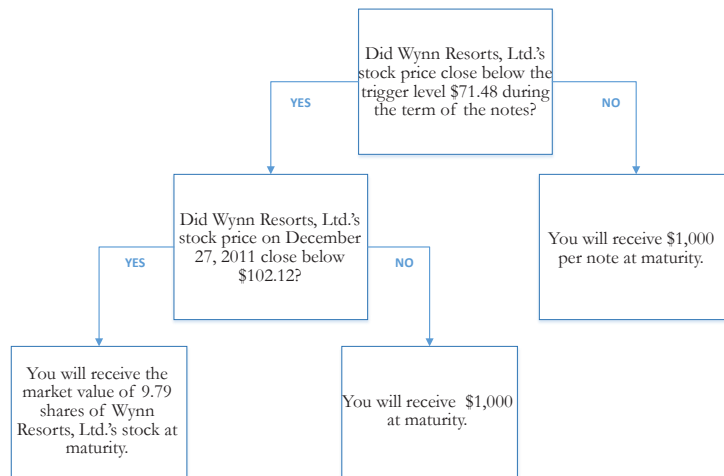 Did Wynn Resorts, Ltd.'s
stock price close below the
trigger level $71.48 during
the term of the notes?
YES
NO
Did Wynn Resorts, Ltd.'s
stock price on December
27, 2011 close below
$102.12?
You will receive $1,000
per note at maturity.
YES
NO
You will receive the
market value of 9.79
shares of Wynn
Resorts, Ltd.'s stock at
maturity.
You will receive $1,000
at maturity.